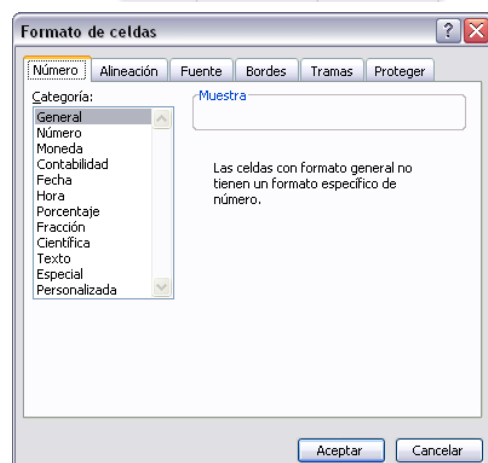 Formato de celdas
Número Alineación Fuente Bordes Tramas Proteger
Categoría:
General
Número
Moneda
Contabilidad
Fecha
Hora
Porcentaje
Fracción
Científica
Texto
Especial
Personalizada
Muestra
Las celdas con formato general no
tienen un formato específico de
número.
Aceptar Cancelar